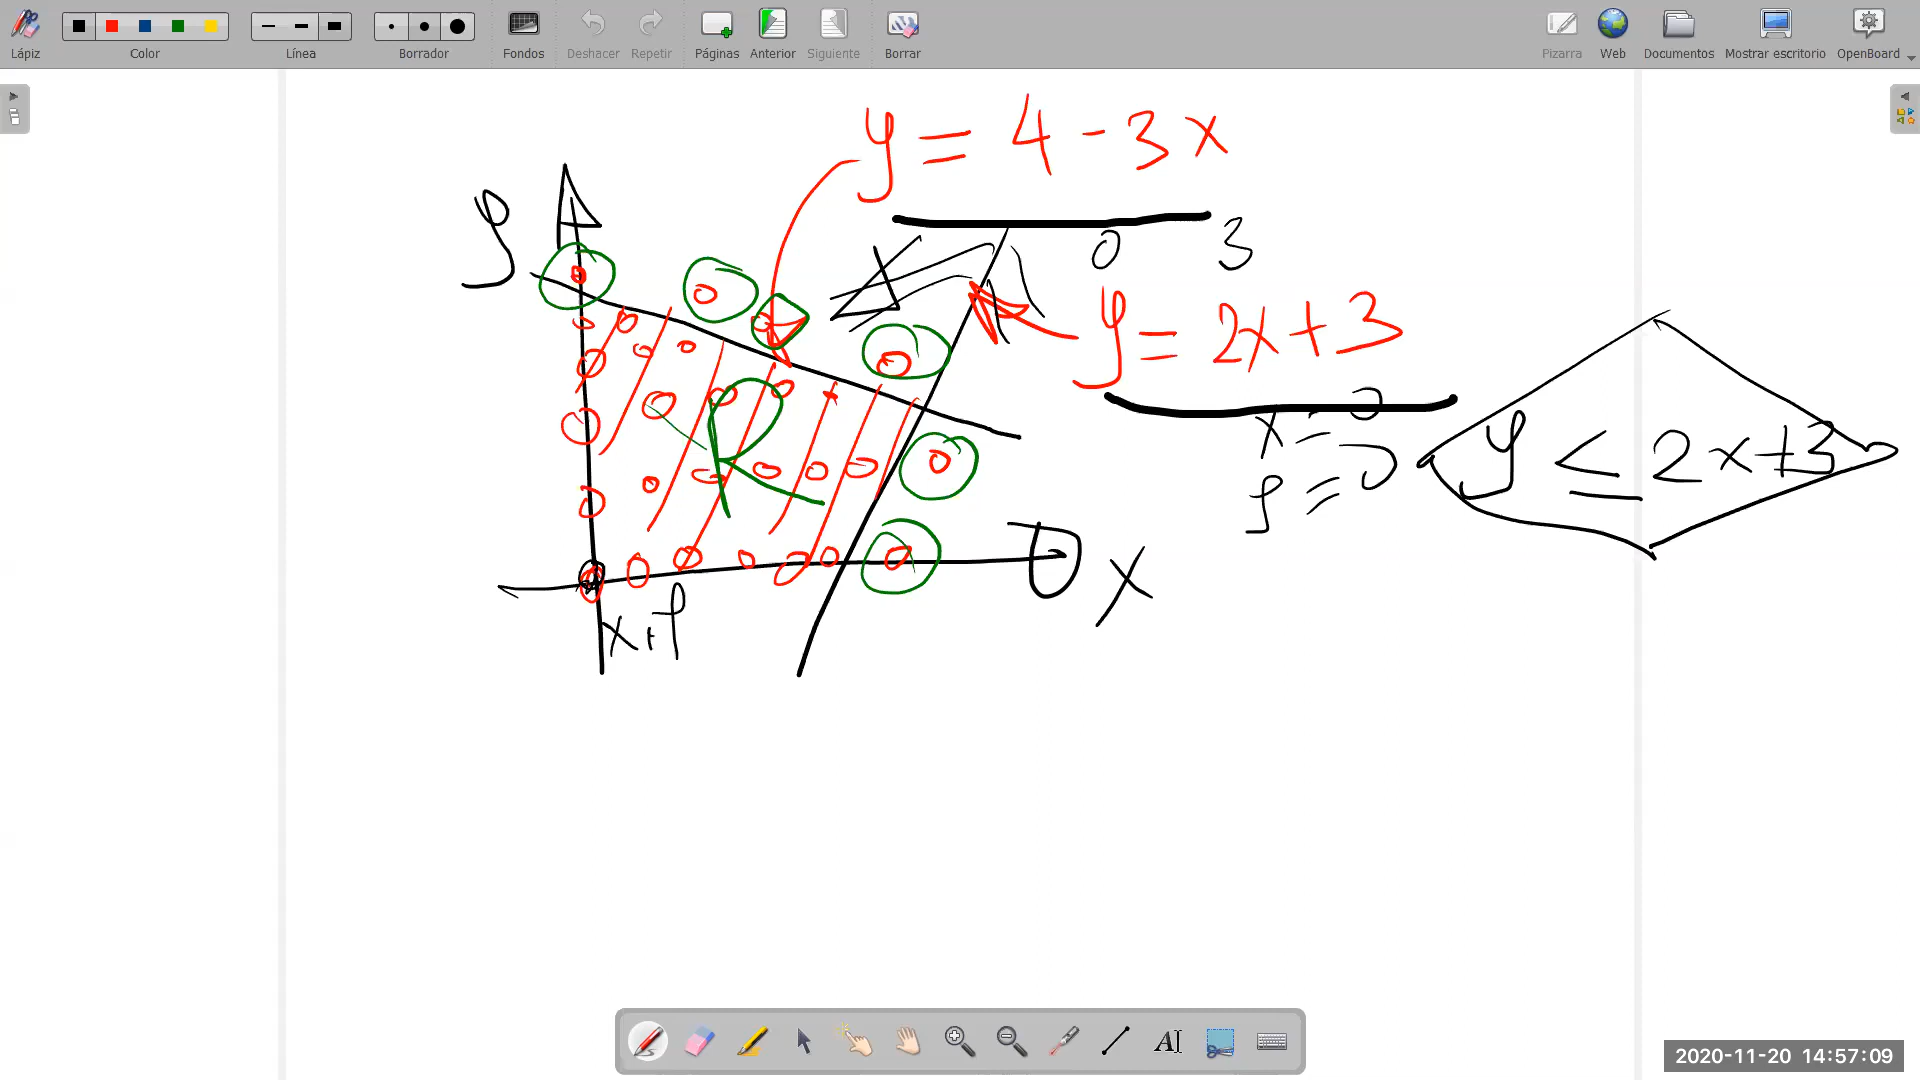 Lápiz Color Línea Borrador Fondos Deshacer Repetir Páginas Anterior Siguiente Borrar Pizarra Web Documentos Mostrar escritorio OpenBoard
y = 4 - 3x
y
0 3
y = 2x + 3
x = 0
y = 0
y ≤ 2x + 3
R
x
x, y
AI
2020-11-20 14:57:09